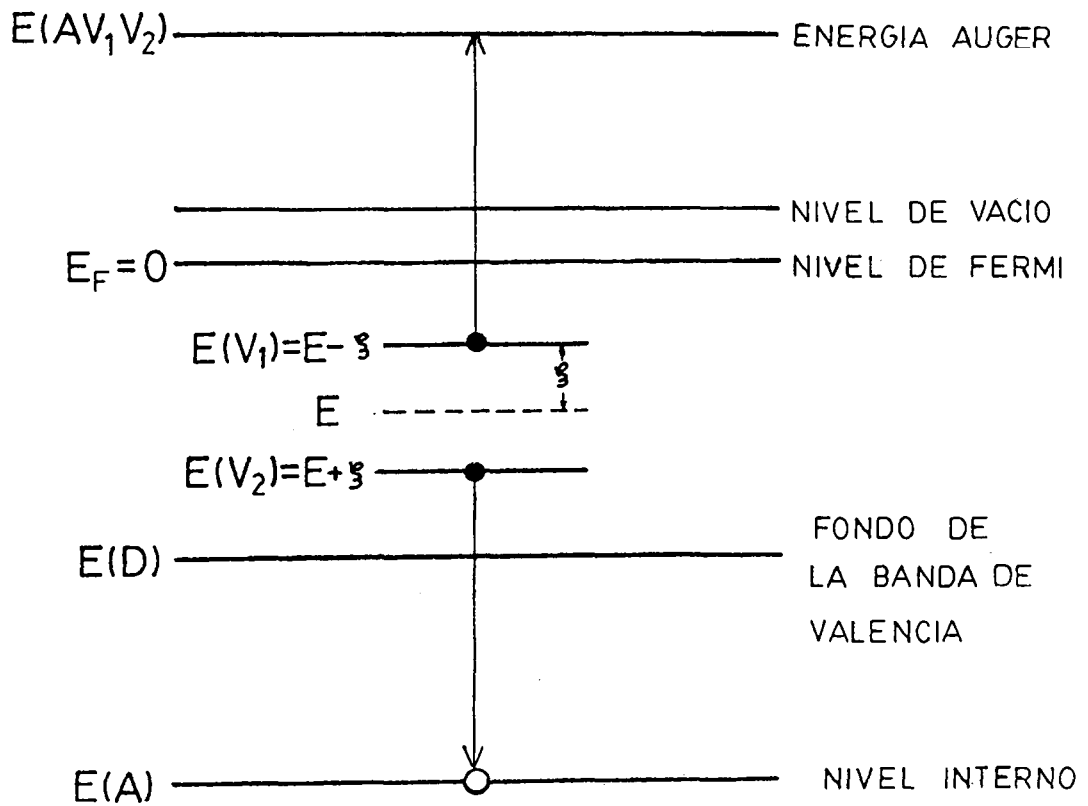 E(AV₁V₂) ENERGIA AUGER
NIVEL DE VACIO
E_F=0 NIVEL DE FERMI
E(V₁)=E-ξ
ξ
E
E(V₂)=E+ξ
E(D)
FONDO DE
LA BANDA DE
VALENCIA
E(A) NIVEL INTERNO